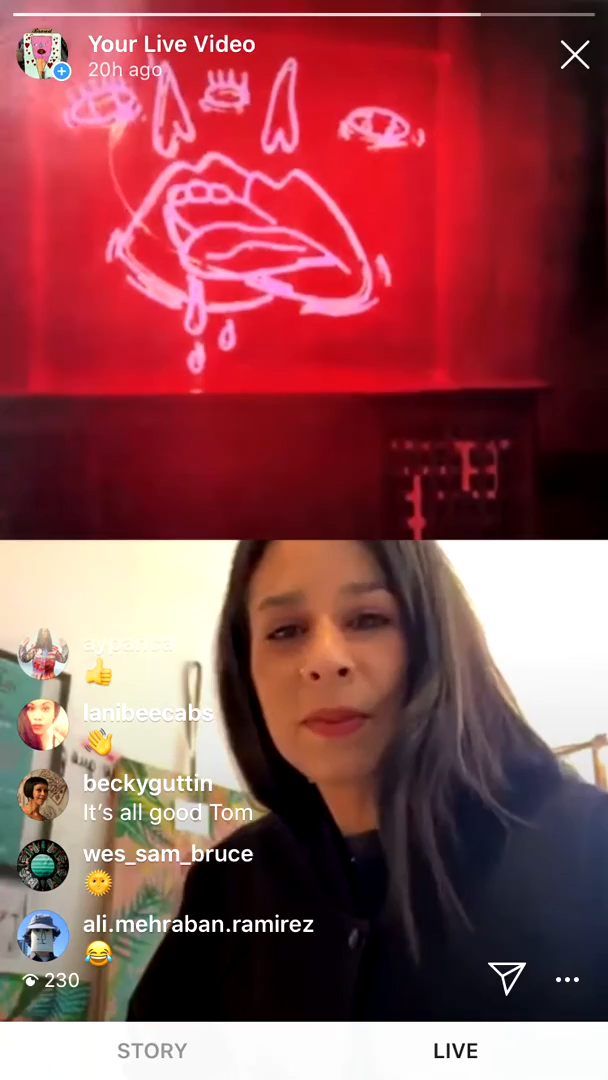 Your Live Video
20h ago
aypanca
👍
lanibeecabs
👋
beckyguttin
It's all good Tom
wes_sam_bruce
🌞
ali.mehraban.ramirez
😂
230
STORY
LIVE